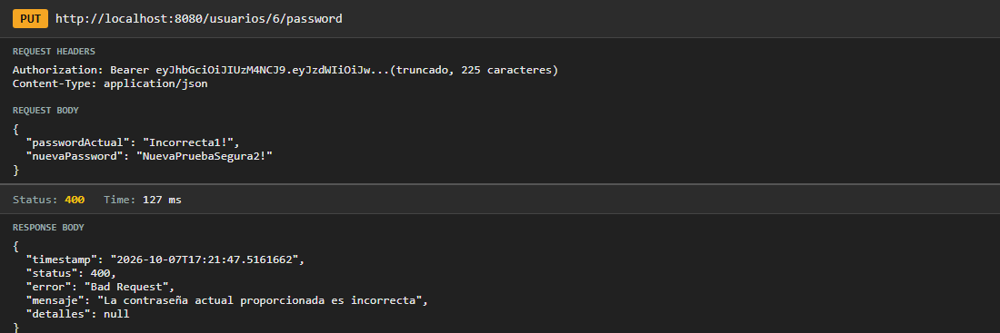 PUT http://localhost:8080/usuarios/6/password
REQUEST HEADERS
Authorization: Bearer eyJhbGciOiJIUzM4NCJ9.eyJzdWIiOiJw...(truncado, 225 caracteres)
Content-Type: application/json
REQUEST BODY
{
  "passwordActual": "Incorrecta1!",
  "nuevaPassword": "NuevaPruebaSegura2!"
}
Status: 400 Time: 127 ms
RESPONSE BODY
{
  "timestamp": "2026-10-07T17:21:47.5161662",
  "status": 400,
  "error": "Bad Request",
  "mensaje": "La contraseña actual proporcionada es incorrecta",
  "detalles": null
}